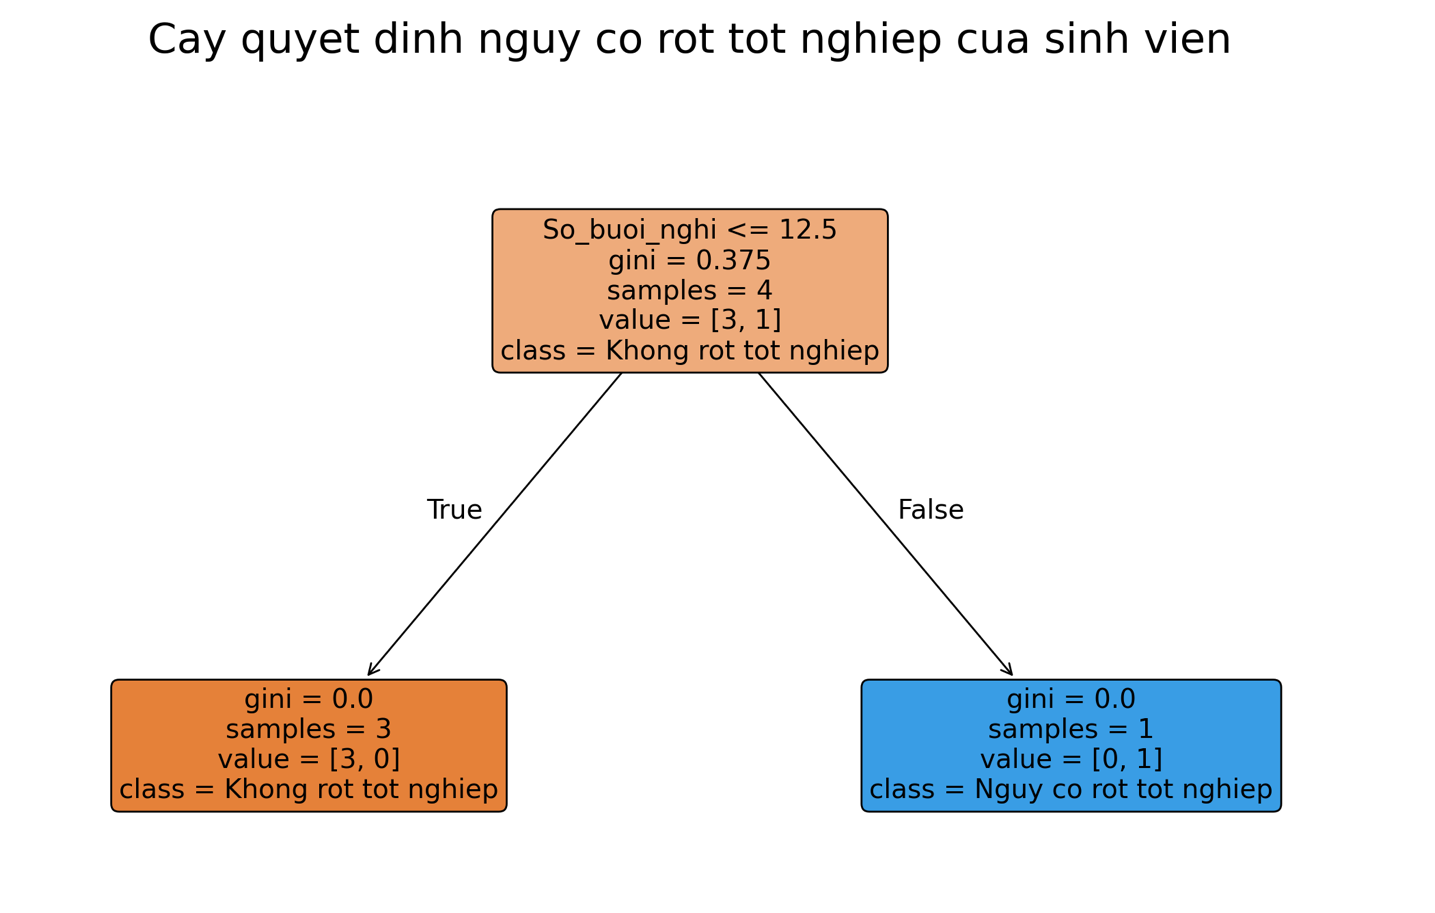 Cay quyet dinh nguy co rot tot nghiep cua sinh vien
So_buoi_nghi <= 12.5
gini = 0.375
samples = 4
value = [3, 1]
class = Khong rot tot nghiep
True
False
gini = 0.0
samples = 3
value = [3, 0]
class = Khong rot tot nghiep
gini = 0.0
samples = 1
value = [0, 1]
class = Nguy co rot tot nghiep